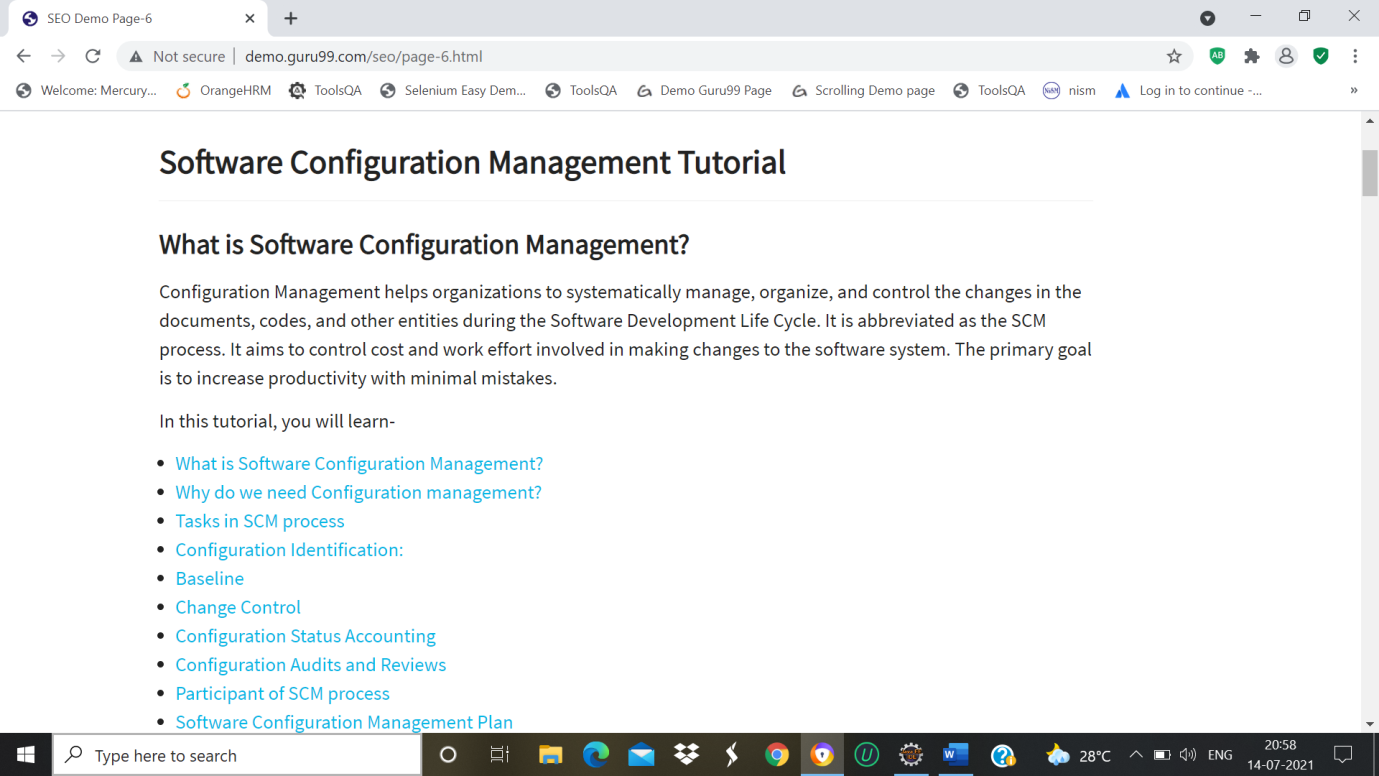 SEO Demo Page-6
Not secure demo.guru99.com/seo/page-6.html
AB
Welcome: Mercury... OrangeHRM ToolsQA Selenium Easy Dem... ToolsQA Demo Guru99 Page Scrolling Demo page ToolsQA nism Log in to continue -... »
Software Configuration Management Tutorial
What is Software Configuration Management?
Configuration Management helps organizations to systematically manage, organize, and control the changes in the
documents, codes, and other entities during the Software Development Life Cycle. It is abbreviated as the SCM
process. It aims to control cost and work effort involved in making changes to the software system. The primary goal
is to increase productivity with minimal mistakes.
In this tutorial, you will learn-
What is Software Configuration Management?
Why do we need Configuration management?
Tasks in SCM process
Configuration Identification:
Baseline
Change Control
Configuration Status Accounting
Configuration Audits and Reviews
Participant of SCM process
Software Configuration Management Plan
Type here to search
U
W
28°C
ENG
20:58
14-07-2021